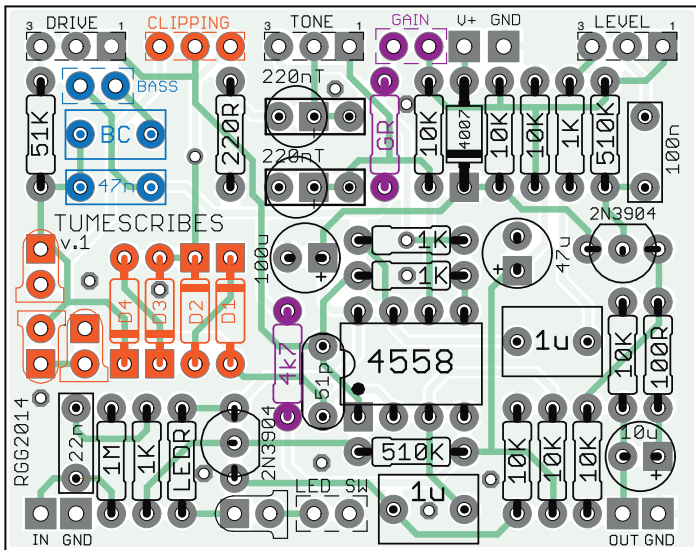 DRIVE
3 1
CLIPPING
TONE
3 1
GAIN
V+
GND
LEVEL
3 1
BASS
BC
47n
51K
220R
220nT
+
220nT
+
GR
10K
4007
10K
10K
1K
510K
100n
TUMESCRIBES
v.1
2N3904
100u
+
1K
1K
47u
+
D4
D3
D2
D1
4k7
51p
4558
1u
10K
100R
RGG2014
22n
1M
1K
LEDR
2N3904
510K
10K
10K
10K
10u
+
LED SW
1u
IN
GND
OUT
GND